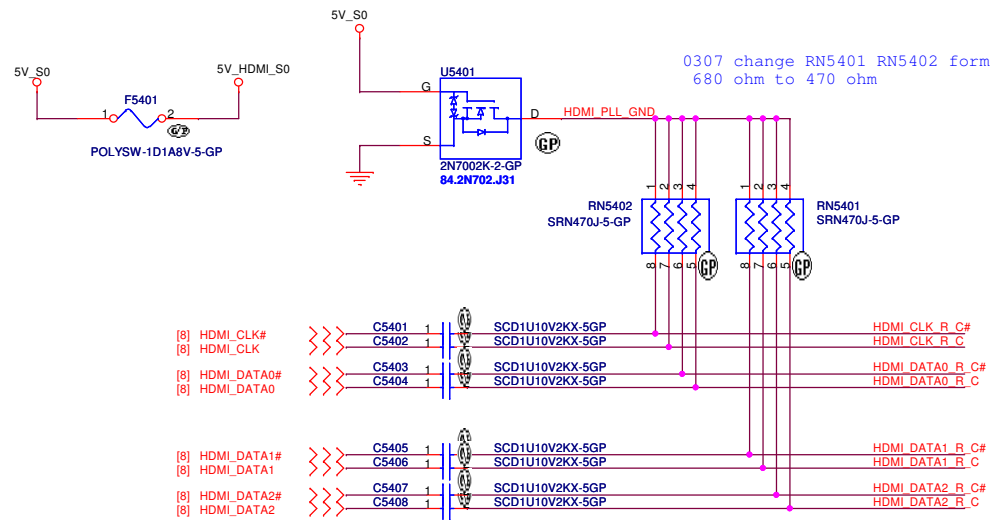 5V_S0
5V_S0
5V_HDMI_S0
F5401
1
2
GP
POLYSW-1D1A8V-5-GP
U5401
G
D
S
HDMI_PLL_GND
GP
2N7002K-2-GP
84.2N702.J31
0307 change RN5401 RN5402 form
680 ohm to 470 ohm
1 2 3 4
1 2 3 4
RN5402
SRN470J-5-GP
RN5401
SRN470J-5-GP
8 7 6 5
GP
8 7 6 5
GP
[8] HDMI_CLK# C5401 1 SCD1U10V2KX-5GP HDMI_CLK_R_C#
[8] HDMI_CLK C5402 1 SCD1U10V2KX-5GP HDMI_CLK_R_C
[8] HDMI_DATA0# C5403 1 SCD1U10V2KX-5GP HDMI_DATA0_R_C#
[8] HDMI_DATA0 C5404 1 SCD1U10V2KX-5GP HDMI_DATA0_R_C
[8] HDMI_DATA1# C5405 1 SCD1U10V2KX-5GP HDMI_DATA1_R_C#
[8] HDMI_DATA1 C5406 1 SCD1U10V2KX-5GP HDMI_DATA1_R_C
[8] HDMI_DATA2# C5407 1 SCD1U10V2KX-5GP HDMI_DATA2_R_C#
[8] HDMI_DATA2 C5408 1 SCD1U10V2KX-5GP HDMI_DATA2_R_C